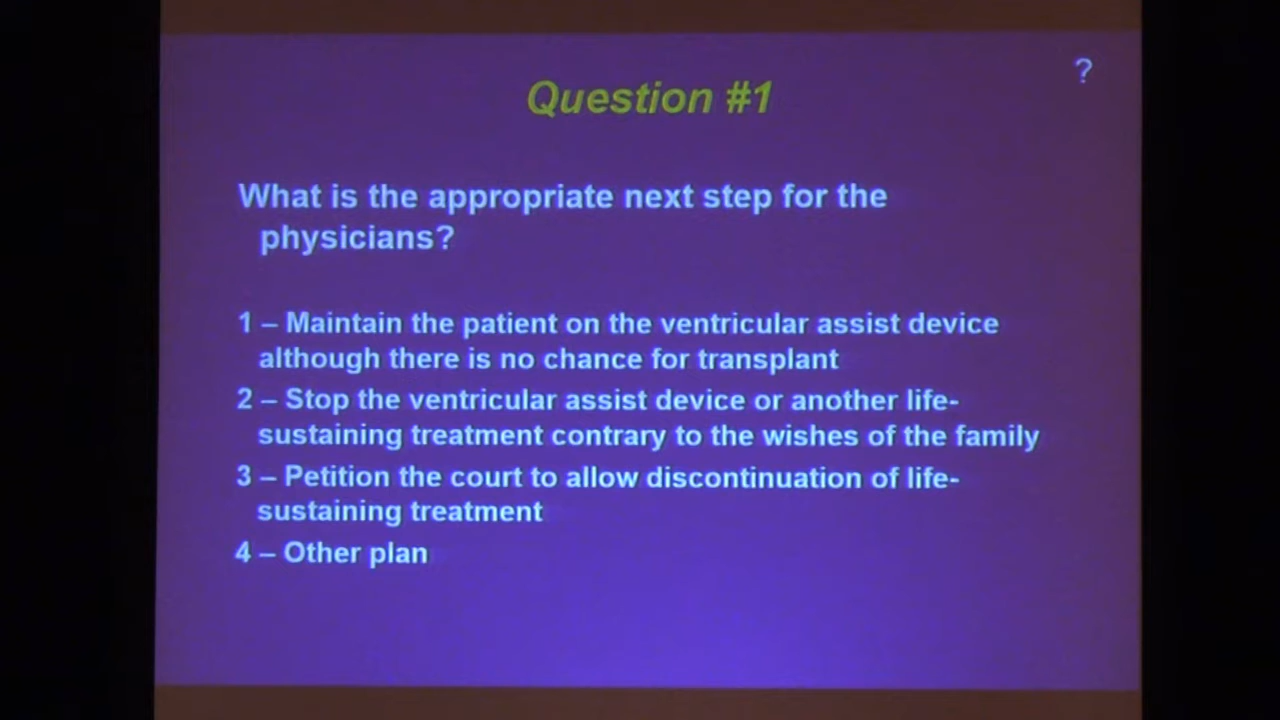 ?
Question #1
What is the appropriate next step for the
physicians?
1 – Maintain the patient on the ventricular assist device
although there is no chance for transplant
2 – Stop the ventricular assist device or another life-
sustaining treatment contrary to the wishes of the family
3 – Petition the court to allow discontinuation of life-
sustaining treatment
4 – Other plan